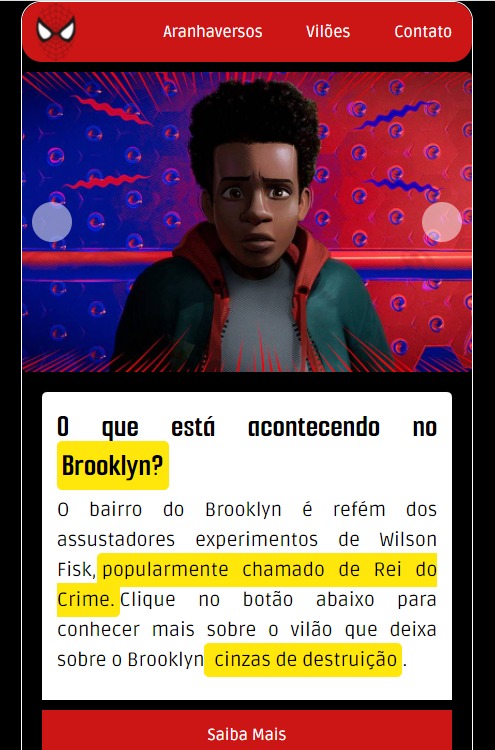 Aranhaversos Vilões Contato
O que está acontecendo no
Brooklyn?
O bairro do Brooklyn é refém dos
assustadores experimentos de Wilson
Fisk, popularmente chamado de Rei do
Crime. Clique no botão abaixo para
conhecer mais sobre o vilão que deixa
sobre o Brooklyn cinzas de destruição .
Saiba Mais